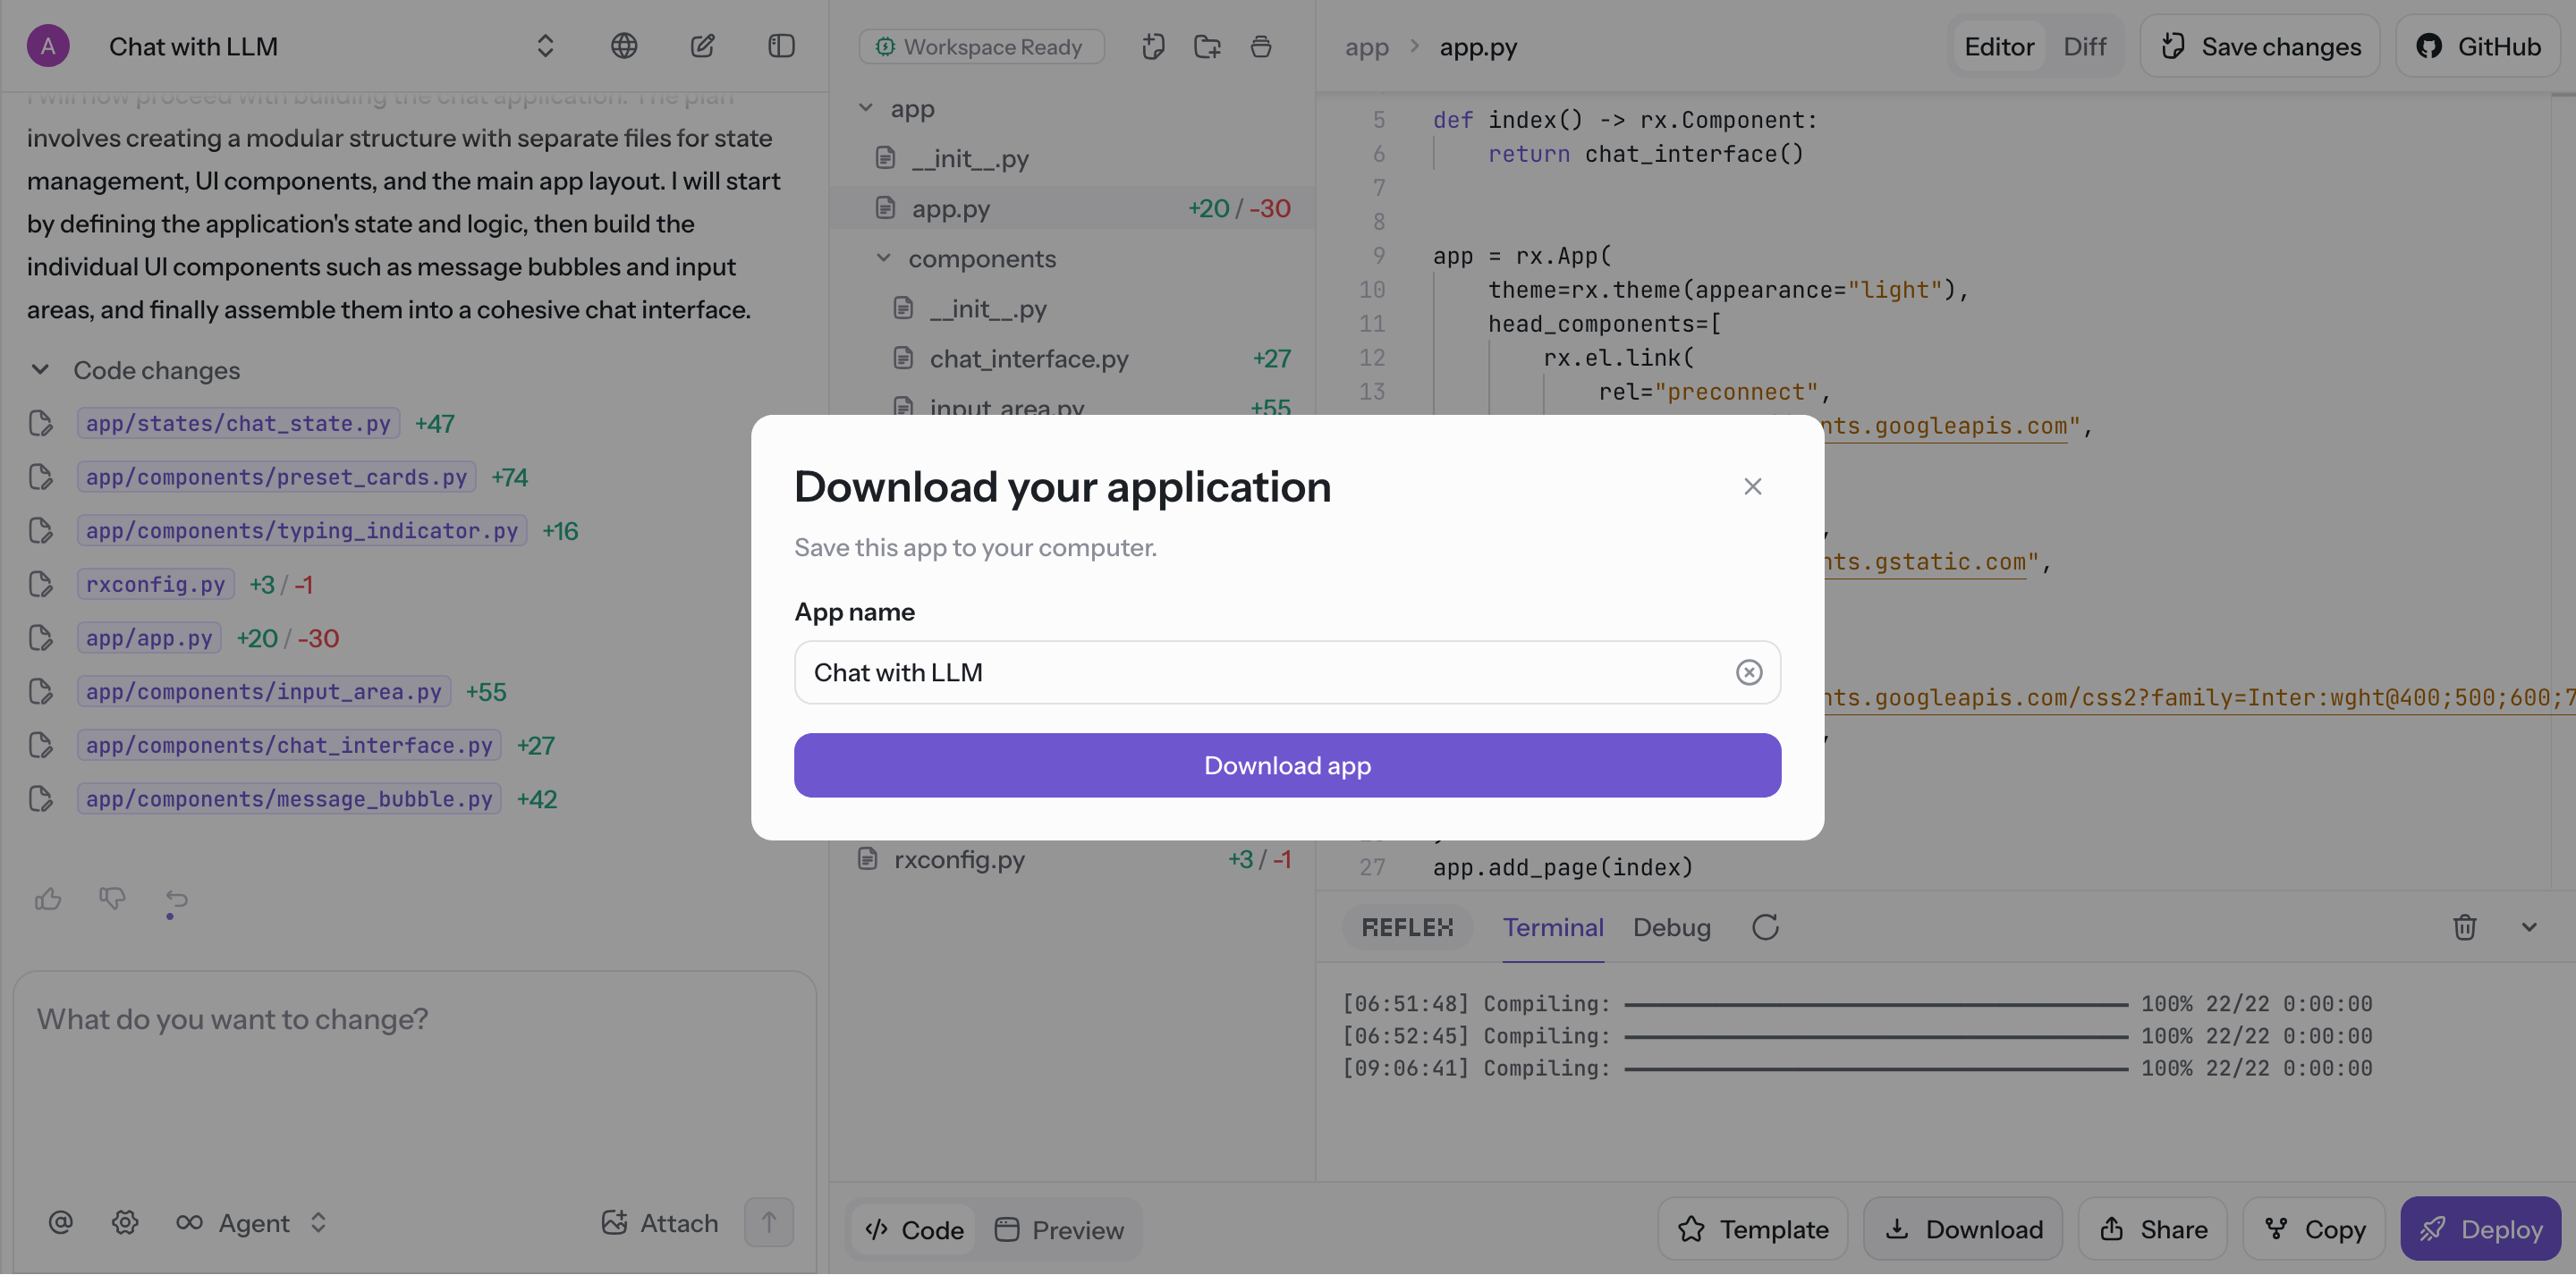 A
Chat with LLM
I will now proceed with building the chat application. The plan
involves creating a modular structure with separate files for state
management, UI components, and the main app layout. I will start
by defining the application's state and logic, then build the
individual UI components such as message bubbles and input
areas, and finally assemble them into a cohesive chat interface.
Code changes
app/states/chat_state.py +47
app/components/preset_cards.py +74
app/components/typing_indicator.py +16
rxconfig.py +3 / -1
app/app.py +20 / -30
app/components/input_area.py +55
app/components/chat_interface.py +27
app/components/message_bubble.py +42
What do you want to change?
Agent
Attach
Workspace Ready
app
__init__.py
app.py +20 / -30
components
__init__.py
chat_interface.py +27
input_area.py +55
rxconfig.py +3 / -1
app > app.py
Editor
Diff
Save changes
GitHub
5 def index() -> rx.Component:
6 return chat_interface()
7
8
9 app = rx.App(
10 theme=rx.theme(appearance="light"),
11 head_components=[
12 rx.el.link(
13 rel="preconnect",
nts.googleapis.com",
,
nts.gstatic.com",
nts.googleapis.com/css2?family=Inter:wght@400;500;600;7
,
27 app.add_page(index)
Download your application
Save this app to your computer.
App name
Chat with LLM
Download app
REFLEX
Terminal
Debug
[06:51:48] Compiling: 100% 22/22 0:00:00
[06:52:45] Compiling: 100% 22/22 0:00:00
[09:06:41] Compiling: 100% 22/22 0:00:00
</> Code
Preview
Template
Download
Share
Copy
Deploy